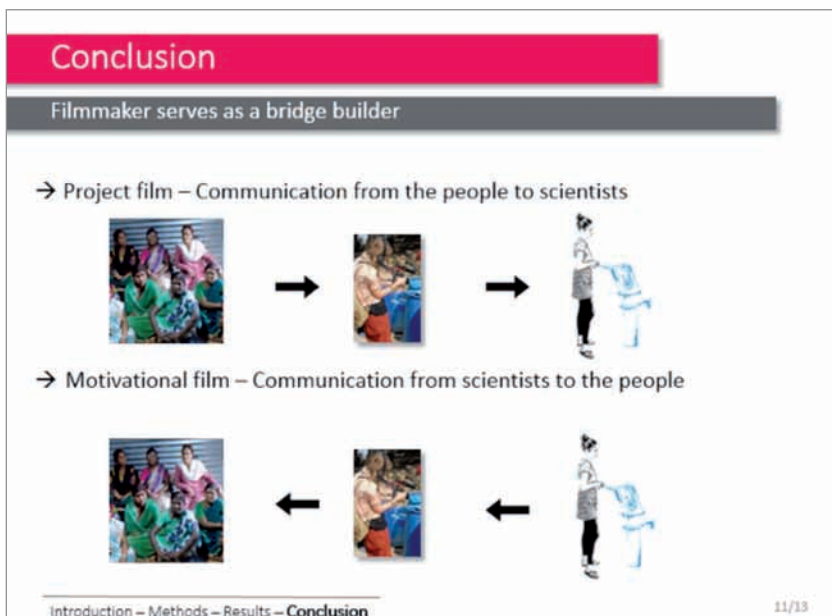 Conclusion
Filmmaker serves as a bridge builder
→ Project film – Communication from the people to scientists
→ Motivational film – Communication from scientists to the people
Introduction – Methods – Results – Conclusion
11/13